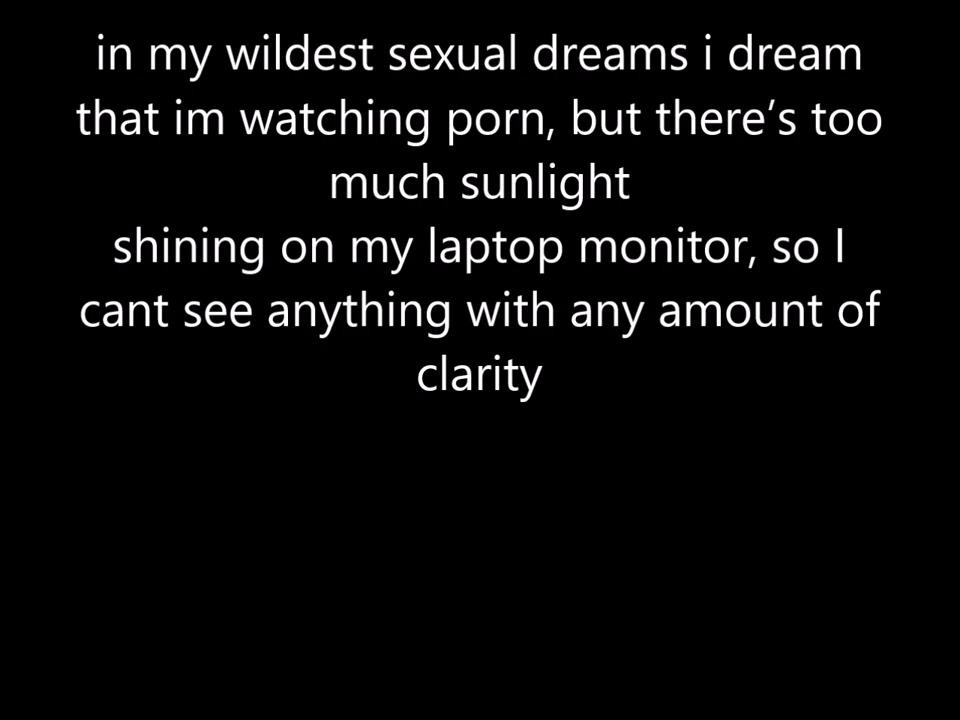 in my wildest sexual dreams i dream
that im watching porn, but there’s too
much sunlight
shining on my laptop monitor, so I
cant see anything with any amount of
clarity